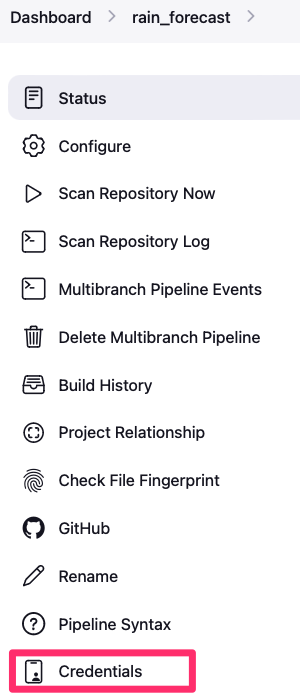 Dashboard > rain_forecast >
Status
Configure
Scan Repository Now
Scan Repository Log
Multibranch Pipeline Events
Delete Multibranch Pipeline
Build History
Project Relationship
Check File Fingerprint
GitHub
Rename
Pipeline Syntax
Credentials